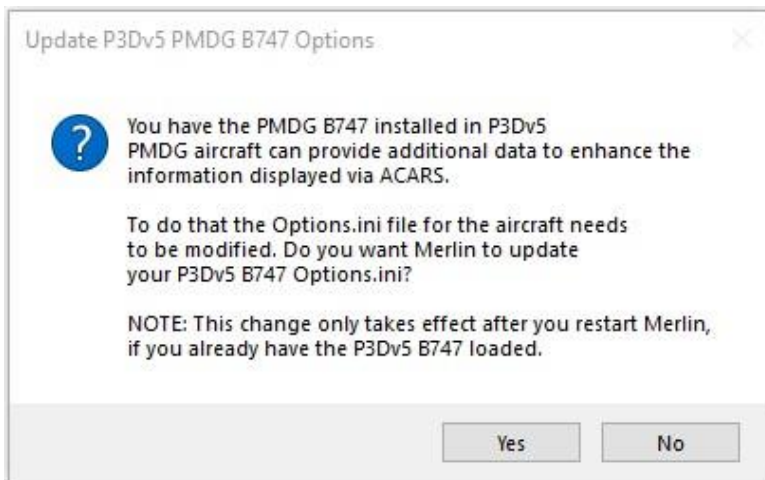 Update P3Dv5 PMDG B747 Options
?
You have the PMDG B747 installed in P3Dv5
PMDG aircraft can provide additional data to enhance the
information displayed via ACARS.
To do that the Options.ini file for the aircraft needs
to be modified. Do you want Merlin to update
your P3Dv5 B747 Options.ini?
NOTE: This change only takes effect after you restart Merlin,
if you already have the P3Dv5 B747 loaded.
Yes No